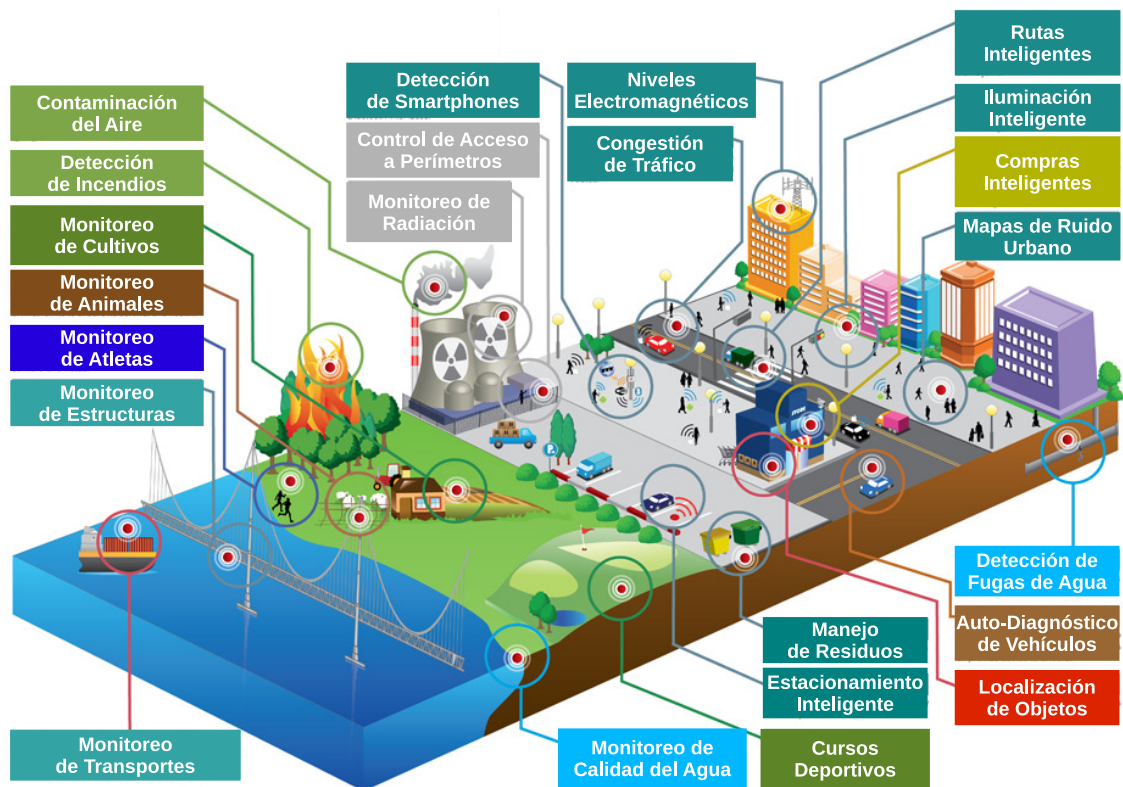 Contaminación
del Aire
Detección
de Incendios
Monitoreo
de Cultivos
Monitoreo
de Animales
Monitoreo
de Atletas
Monitoreo
de Estructuras
Detección
de Smartphones
Control de Acceso
a Perímetros
Monitoreo de
Radiación
Niveles
Electromagnéticos
Congestión
de Tráfico
Rutas
Inteligentes
Iluminación
Inteligente
Compras
Inteligentes
Mapas de Ruido
Urbano
Detección de
Fugas de Agua
Auto-Diagnóstico
de Vehículos
Localización
de Objetos
Manejo
de Residuos
Estacionamiento
Inteligente
Cursos
Deportivos
Monitoreo de
Calidad del Agua
Monitoreo
de Transportes